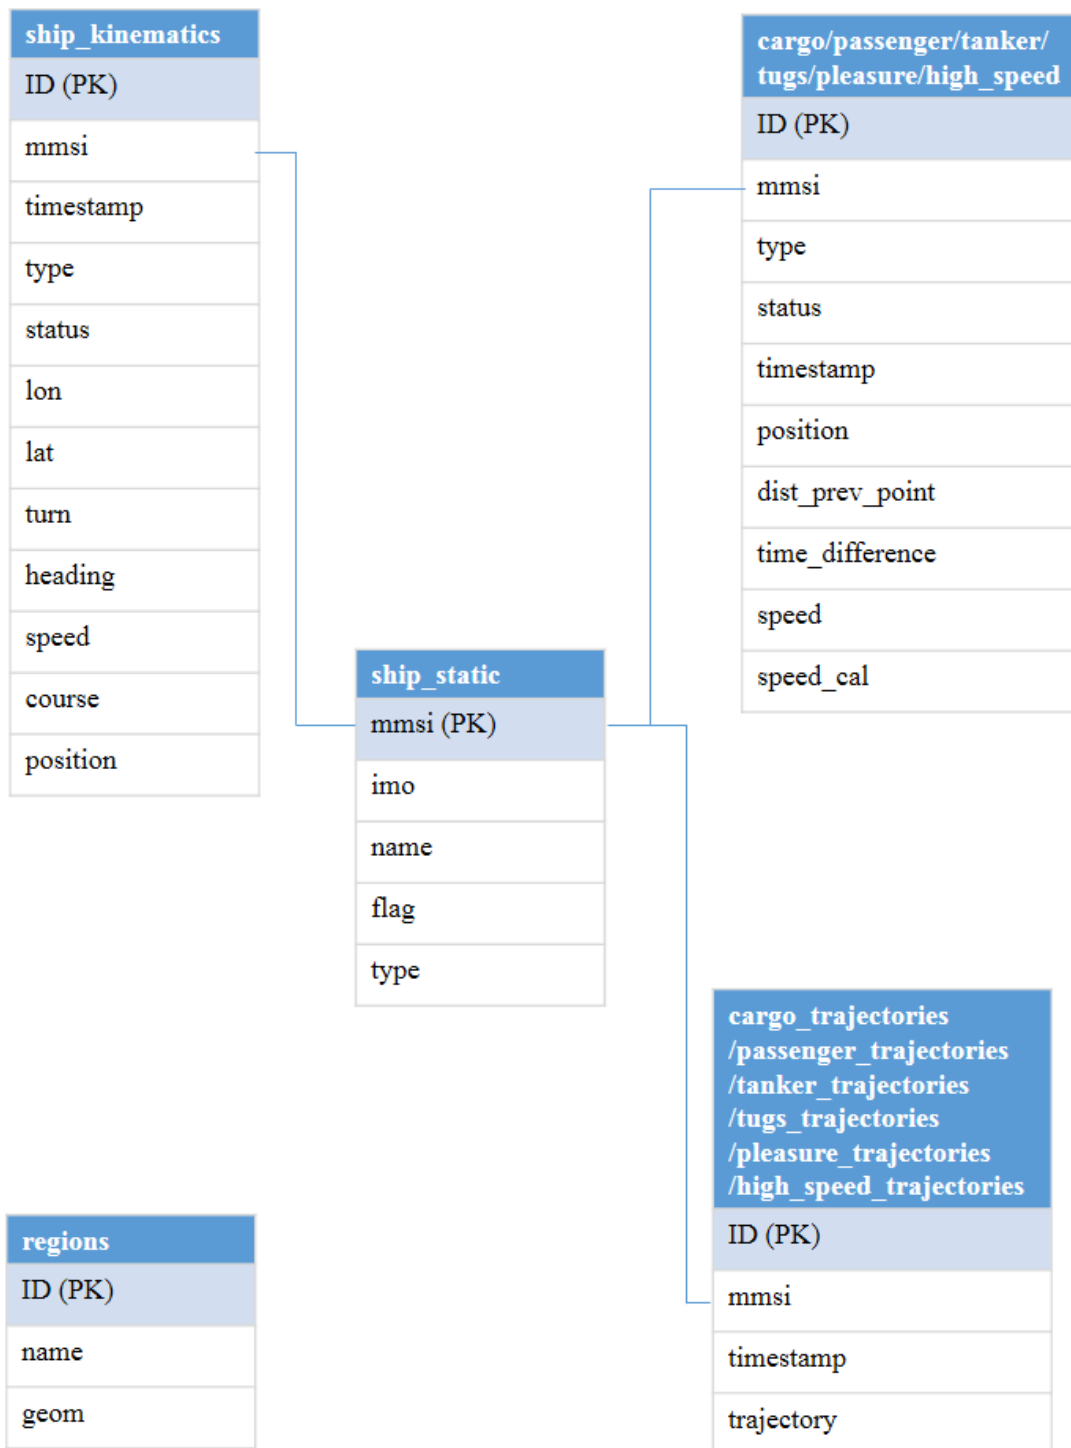 ship_kinematics
ID (PK)
mmsi
timestamp
type
status
lon
lat
turn
heading
speed
course
position
cargo/passenger/tanker/
tugs/pleasure/high_speed
ID (PK)
mmsi
type
status
timestamp
position
dist_prev_point
time_difference
speed
speed_cal
ship_static
mmsi (PK)
imo
name
flag
type
cargo_trajectories
/passenger_trajectories
/tanker_trajectories
/tugs_trajectories
/pleasure_trajectories
/high_speed_trajectories
ID (PK)
mmsi
timestamp
trajectory
regions
ID (PK)
name
geom